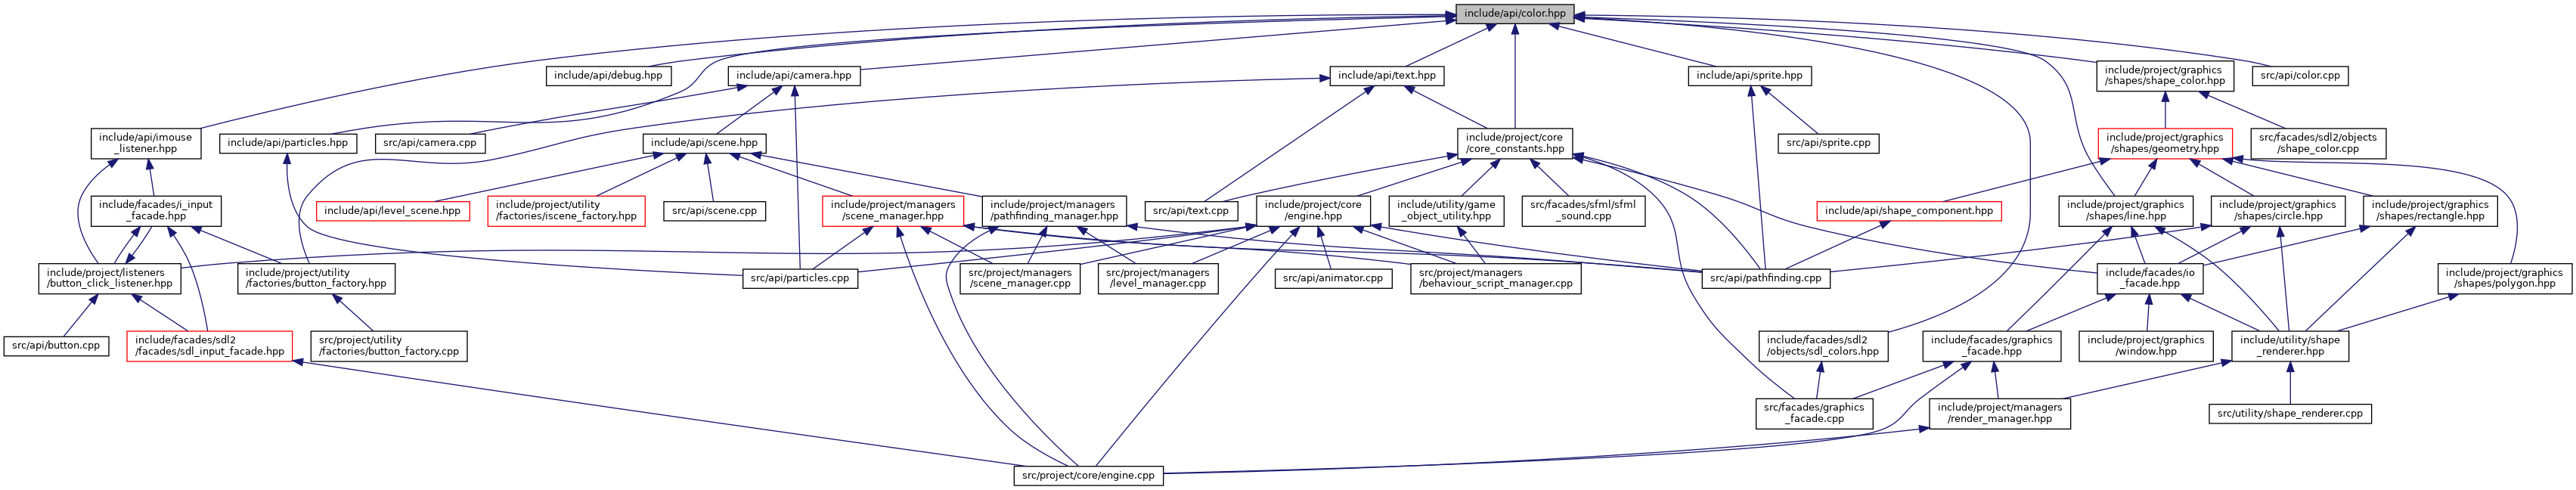 include/api/color.hpp
include/api/debug.hpp
include/api/camera.hpp
include/api/text.hpp
include/api/sprite.hpp
include/project/graphics
/shapes/shape_color.hpp
src/api/color.cpp
include/api/imouse
_listener.hpp
include/api/particles.hpp
src/api/camera.cpp
include/api/scene.hpp
include/project/core
/core_constants.hpp
src/api/sprite.cpp
include/project/graphics
/shapes/geometry.hpp
src/facades/sdl2/objects
/shape_color.cpp
include/facades/i_input
_facade.hpp
include/api/level_scene.hpp
include/project/utility
/factories/iscene_factory.hpp
src/api/scene.cpp
include/project/managers
/scene_manager.hpp
include/project/managers
/pathfinding_manager.hpp
src/api/text.cpp
include/project/core
/engine.hpp
include/utility/game
_object_utility.hpp
src/facades/sfml/sfml
_sound.cpp
include/api/shape_component.hpp
include/project/graphics
/shapes/line.hpp
include/project/graphics
/shapes/circle.hpp
include/project/graphics
/shapes/rectangle.hpp
include/project/listeners
/button_click_listener.hpp
include/project/utility
/factories/button_factory.hpp
src/api/particles.cpp
src/project/managers
/scene_manager.cpp
src/project/managers
/level_manager.cpp
src/api/animator.cpp
src/project/managers
/behaviour_script_manager.cpp
src/api/pathfinding.cpp
include/facades/io
_facade.hpp
include/project/graphics
/shapes/polygon.hpp
src/api/button.cpp
include/facades/sdl2
/facades/sdl_input_facade.hpp
src/project/utility
/factories/button_factory.cpp
include/facades/sdl2
/objects/sdl_colors.hpp
include/facades/graphics
_facade.hpp
include/project/graphics
/window.hpp
include/utility/shape
_renderer.hpp
src/facades/graphics
_facade.cpp
include/project/managers
/render_manager.hpp
src/utility/shape_renderer.cpp
src/project/core/engine.cpp